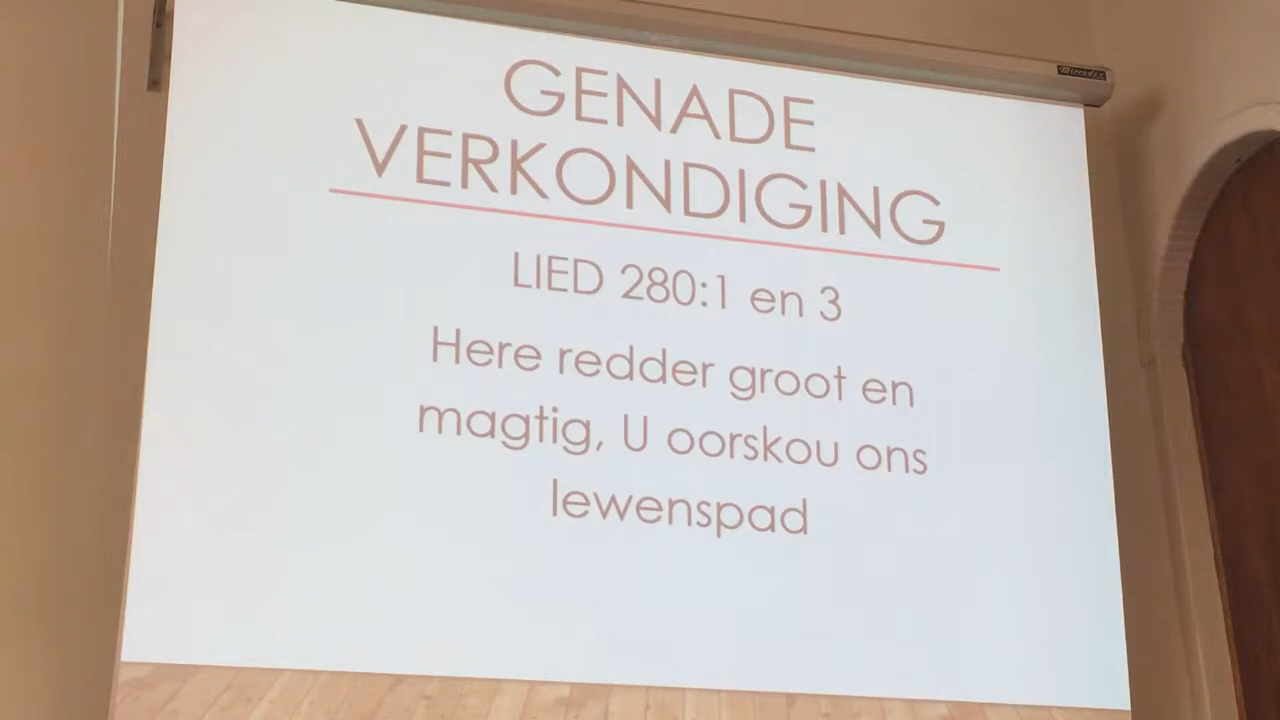 GENADE
VERKONDIGING
LIED 280:1 en 3
Here redder groot en
magtig, U oorskou ons
lewenspad